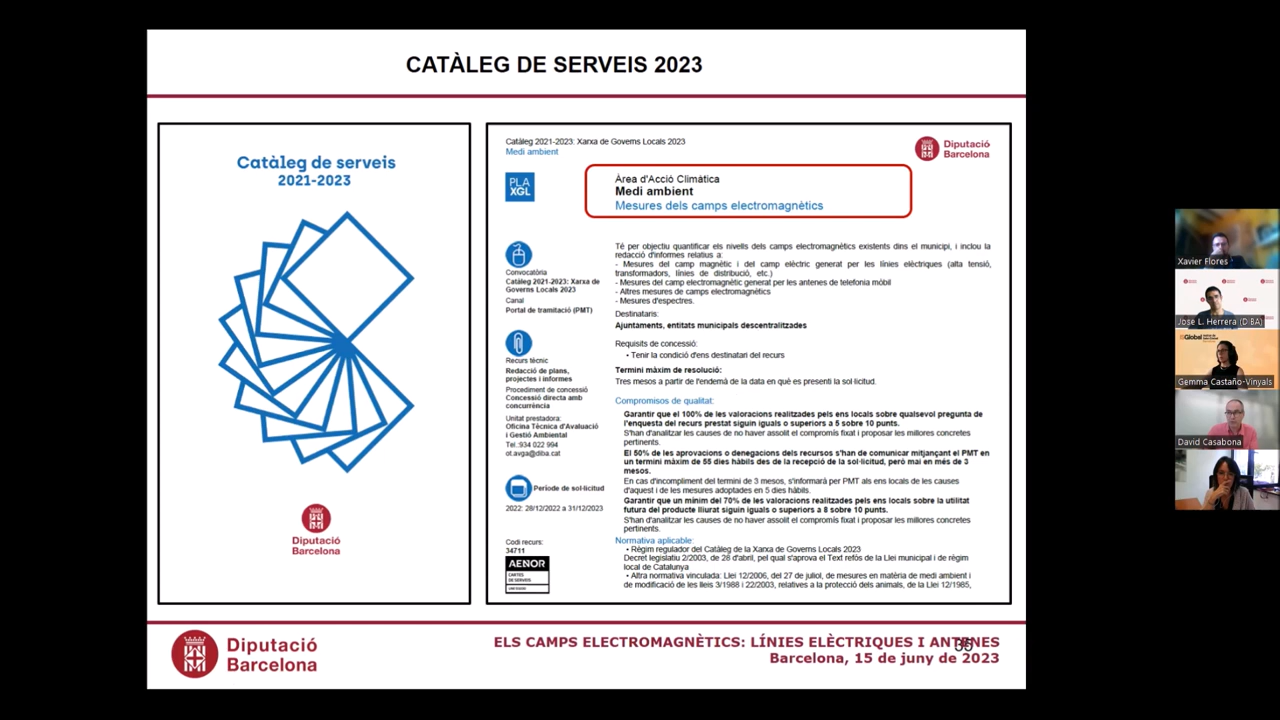 CATÀLEG DE SERVEIS 2023
Catàleg de serveis
2021-2023
Diputació
Barcelona
Catàleg 2021-2023: Xarxa de Governs Locals 2023
Medi ambient
Diputació
Barcelona
PLA
XGL
Àrea d'Acció Climàtica
Medi ambient
Mesures dels camps electromagnètics
Convocatòria
Catàleg 2021-2023: Xarxa de
Governs Locals 2023
Canal
Portal de tramitació (PMT)
Recurs tècnic
Redacció de plans,
projectes i informes
Procediment de concessió
Concessió directa amb
concurrència
Unitat prestadora:
Oficina Tècnica d'Avaluació
i Gestió Ambiental
Tel.:934 022 994
ot.avga@diba.cat
Període de sol·licitud
2022: 28/12/2022 a 31/12/2023
Codi recurs:
34711
AENOR
CARTES
DE SERVEIS
Té per objectiu quantificar els nivells dels camps electromagnètics existents dins el municipi, i inclou la
redacció d'informes relatius a:
- Mesures del camp magnètic i del camp elèctric generat per les línies elèctriques (alta tensió,
transformadors, línies de distribució, etc.)
- Mesures del camp electromagnètic generat per les antenes de telefonia mòbil
- Altres mesures de camps electromagnètics
- Mesures d'espectres.
Destinataris:
Ajuntaments, entitats municipals descentralitzades
Requisits de concessió:
• Tenir la condició d'ens destinatari del recurs
Termini màxim de resolució:
Tres mesos a partir de l'endemà de la data en què es presenti la sol·licitud.
Compromisos de qualitat:
Garantir que el 100% de les valoracions realitzades pels ens locals sobre qualsevol pregunta de
l'enquesta del recurs prestat siguin iguals o superiors a 5 sobre 10 punts.
S'han d'analitzar les causes de no haver assolit el compromís fixat i proposar les millores concretes
pertinents.
El 50% de les aprovacions o denegacions dels recursos s'han de comunicar mitjançant el PMT en
un termini màxim de 55 dies hàbils des de la recepció de la sol·licitud, però mai en més de 3
mesos.
En cas d'incompliment del termini de 3 mesos, s'informarà per PMT als ens locals de les causes
d'aquest i de les mesures adoptades en 5 dies hàbils.
Garantir que un mínim del 70% de les valoracions realitzades pels ens locals sobre la utilitat
futura del producte lliurat siguin iguals o superiors a 8 sobre 10 punts.
S'han d'analitzar les causes de no haver assolit el compromís fixat i proposar les millores concretes
pertinents.
Normativa aplicable:
• Règim regulador del Catàleg de la Xarxa de Governs Locals 2023
Decret legislatiu 2/2003, de 28 d'abril, pel qual s'aprova el Text refós de la Llei municipal i de règim
local de Catalunya
• Altra normativa vinculada: Llei 12/2006, del 27 de juliol, de mesures en matèria de medi ambient i
de modificació de les lleis 3/1988 i 22/2003, relatives a la protecció dels animals, de la Llei 12/1985,
Diputació
Barcelona
ELS CAMPS ELECTROMAGNÈTICS: LÍNIES ELÈCTRIQUES I ANTENES
35
Barcelona, 15 de juny de 2023
Xavier Flores
Jose L. Herrera (DIBA)
ISGlobal
Gemma Castaño-Vinyals
David Casabona